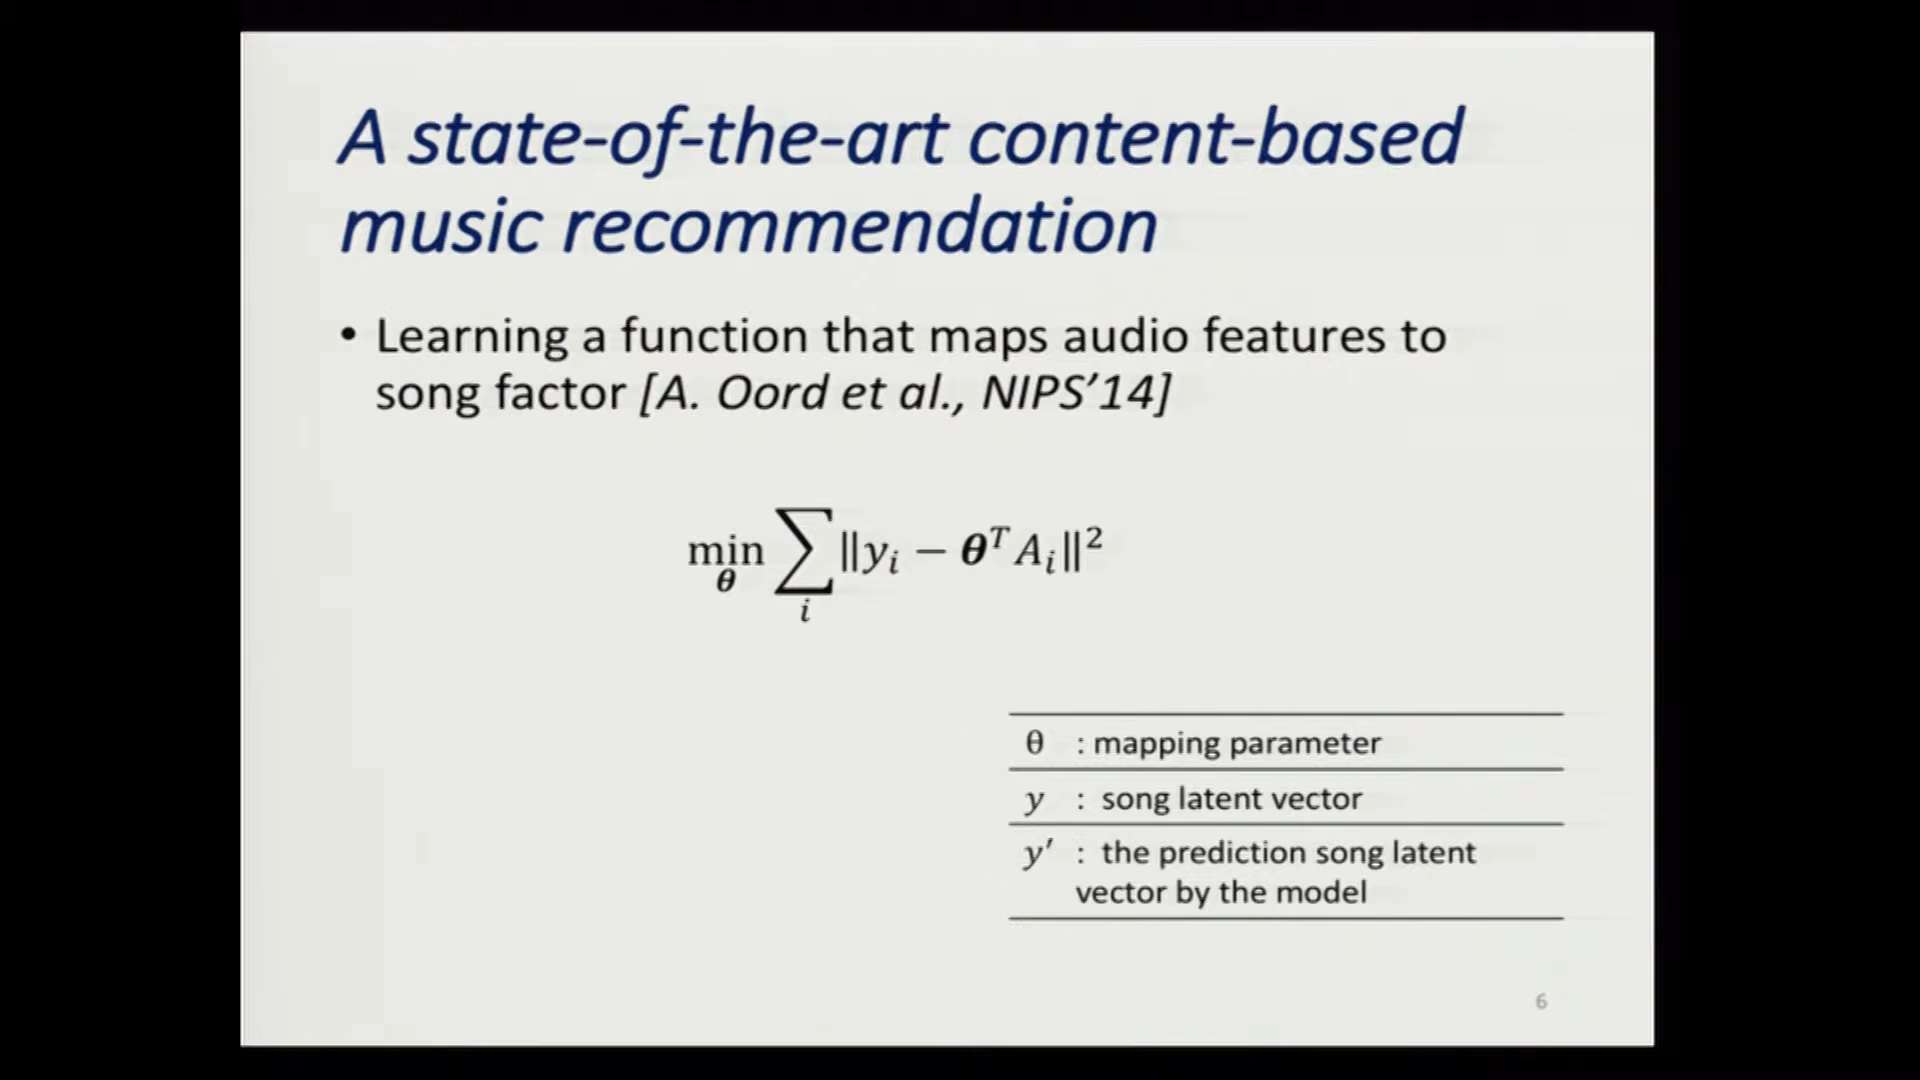 A state-of-the-art content-based
music recommendation
• Learning a function that maps audio features to
song factor [A. Oord et al., NIPS’14]
min_θ ∑_i ‖y_i − θ^T A_i‖^2
θ : mapping parameter
y : song latent vector
y′ : the prediction song latent
vector by the model
6